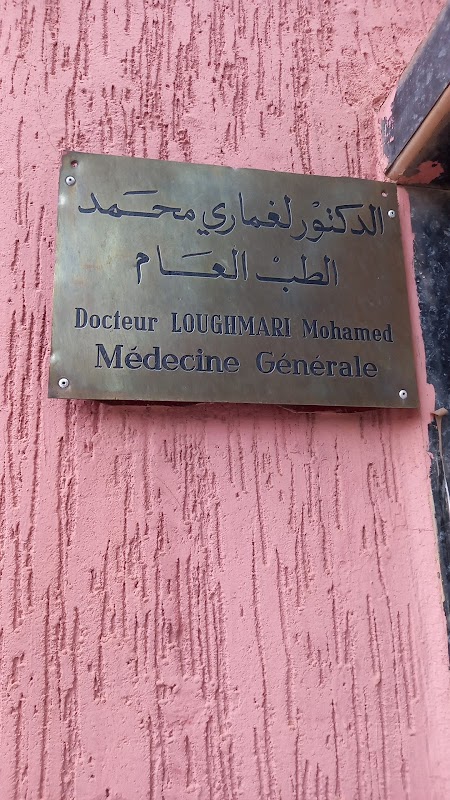 الدكتور لغماري محمد
الطب العام
Docteur LOUGHMARI Mohamed
Médecine Générale